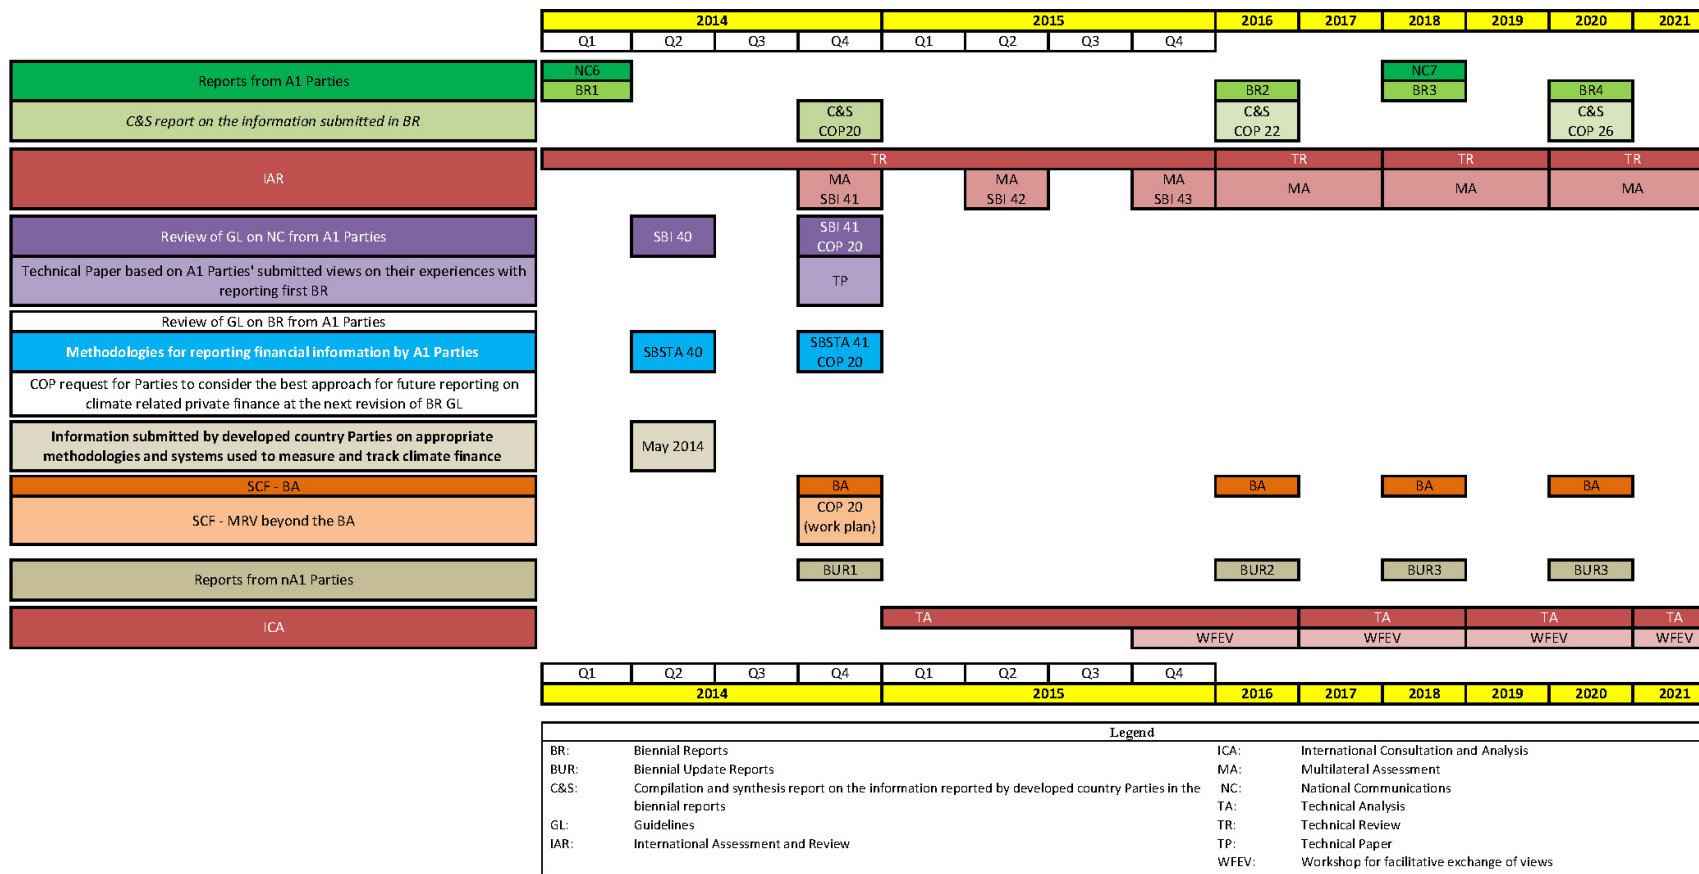 2014 2015 2016 2017 2018 2019 2020 2021
Q1 Q2 Q3 Q4 Q1 Q2 Q3 Q4
Reports from A1 Parties
NC6 NC7
BR1 BR2 BR3 BR4
C&S report on the information submitted in BR
C&S C&S C&S
COP20 COP 22 COP 26
IAR
TR TR TR TR
MA MA MA MA MA MA
SBI 41 SBI 42 SBI 43
Review of GL on NC from A1 Parties
SBI 40 SBI 41
COP 20
Technical Paper based on A1 Parties' submitted views on their experiences with
reporting first BR
TP
Review of GL on BR from A1 Parties
Methodologies for reporting financial information by A1 Parties
SBSTA 40 SBSTA 41
COP 20
COP request for Parties to consider the best approach for future reporting on
climate related private finance at the next revision of BR GL
Information submitted by developed country Parties on appropriate
methodologies and systems used to measure and track climate finance
May 2014
SCF - BA BA BA BA BA
SCF - MRV beyond the BA
COP 20
(work plan)
Reports from nA1 Parties BUR1 BUR2 BUR3 BUR3
ICA
TA TA TA TA
WFEV WFEV WFEV WFEV
Q1 Q2 Q3 Q4 Q1 Q2 Q3 Q4
2014 2015 2016 2017 2018 2019 2020 2021
Legend
BR: Biennial Reports
BUR: Biennial Update Reports
C&S: Compilation and synthesis report on the information reported by developed country Parties in the
biennial reports
GL: Guidelines
IAR: International Assessment and Review
ICA: International Consultation and Analysis
MA: Multilateral Assessment
NC: National Communications
TA: Technical Analysis
TR: Technical Review
TP: Technical Paper
WFEV: Workshop for facilitative exchange of views